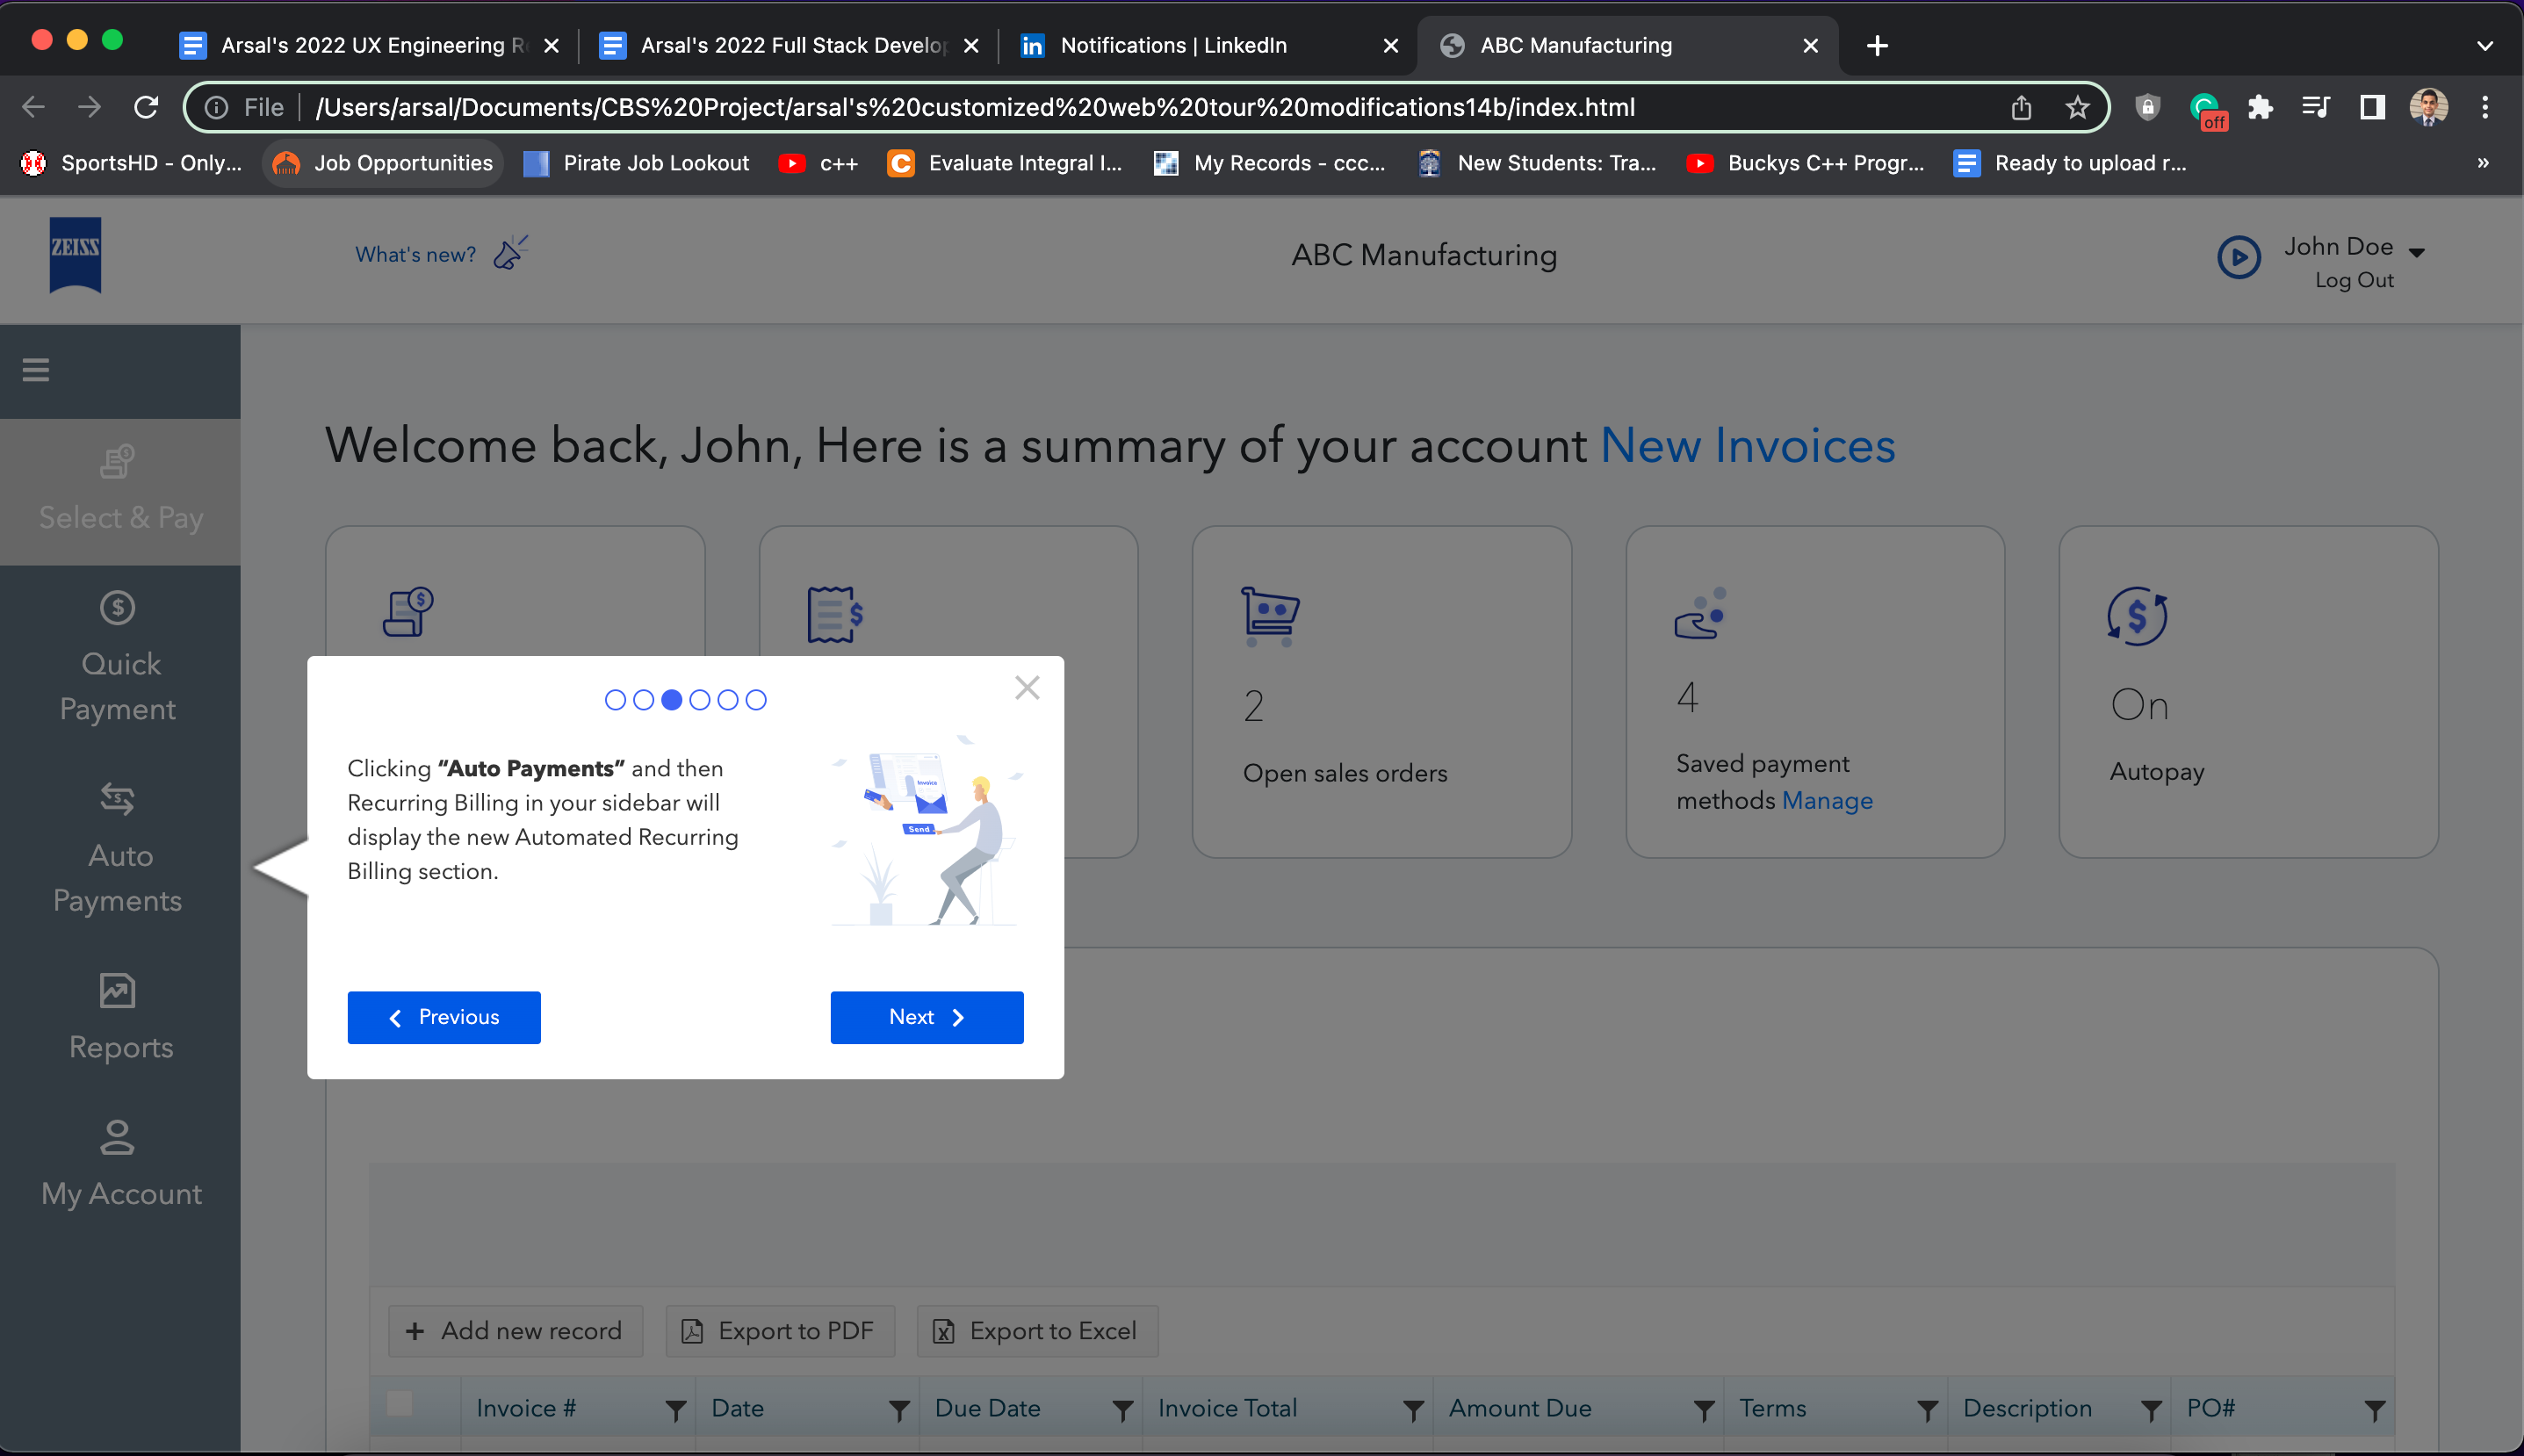 Arsal's 2022 UX Engineering R
Arsal's 2022 Full Stack Develop
Notifications | LinkedIn
ABC Manufacturing
File
/Users/arsal/Documents/CBS%20Project/arsal's%20customized%20web%20tour%20modifications14b/index.html
off
SportsHD - Only...
Job Opportunities
Pirate Job Lookout
c++
Evaluate Integral I...
My Records - ccc...
New Students: Tra...
Buckys C++ Progr...
Ready to upload r...
»
ZEISS
What's new?
ABC Manufacturing
John Doe
Log Out
Select & Pay
Quick
Payment
Auto
Payments
Reports
My Account
Welcome back, John, Here is a summary of your account New Invoices
2
Open sales orders
4
Saved payment
methods Manage
On
Autopay
Clicking “Auto Payments” and then
Recurring Billing in your sidebar will
display the new Automated Recurring
Billing section.
Invoice
Send
Previous
Next
+ Add new record
Export to PDF
Export to Excel
Invoice #
Date
Due Date
Invoice Total
Amount Due
Terms
Description
PO#